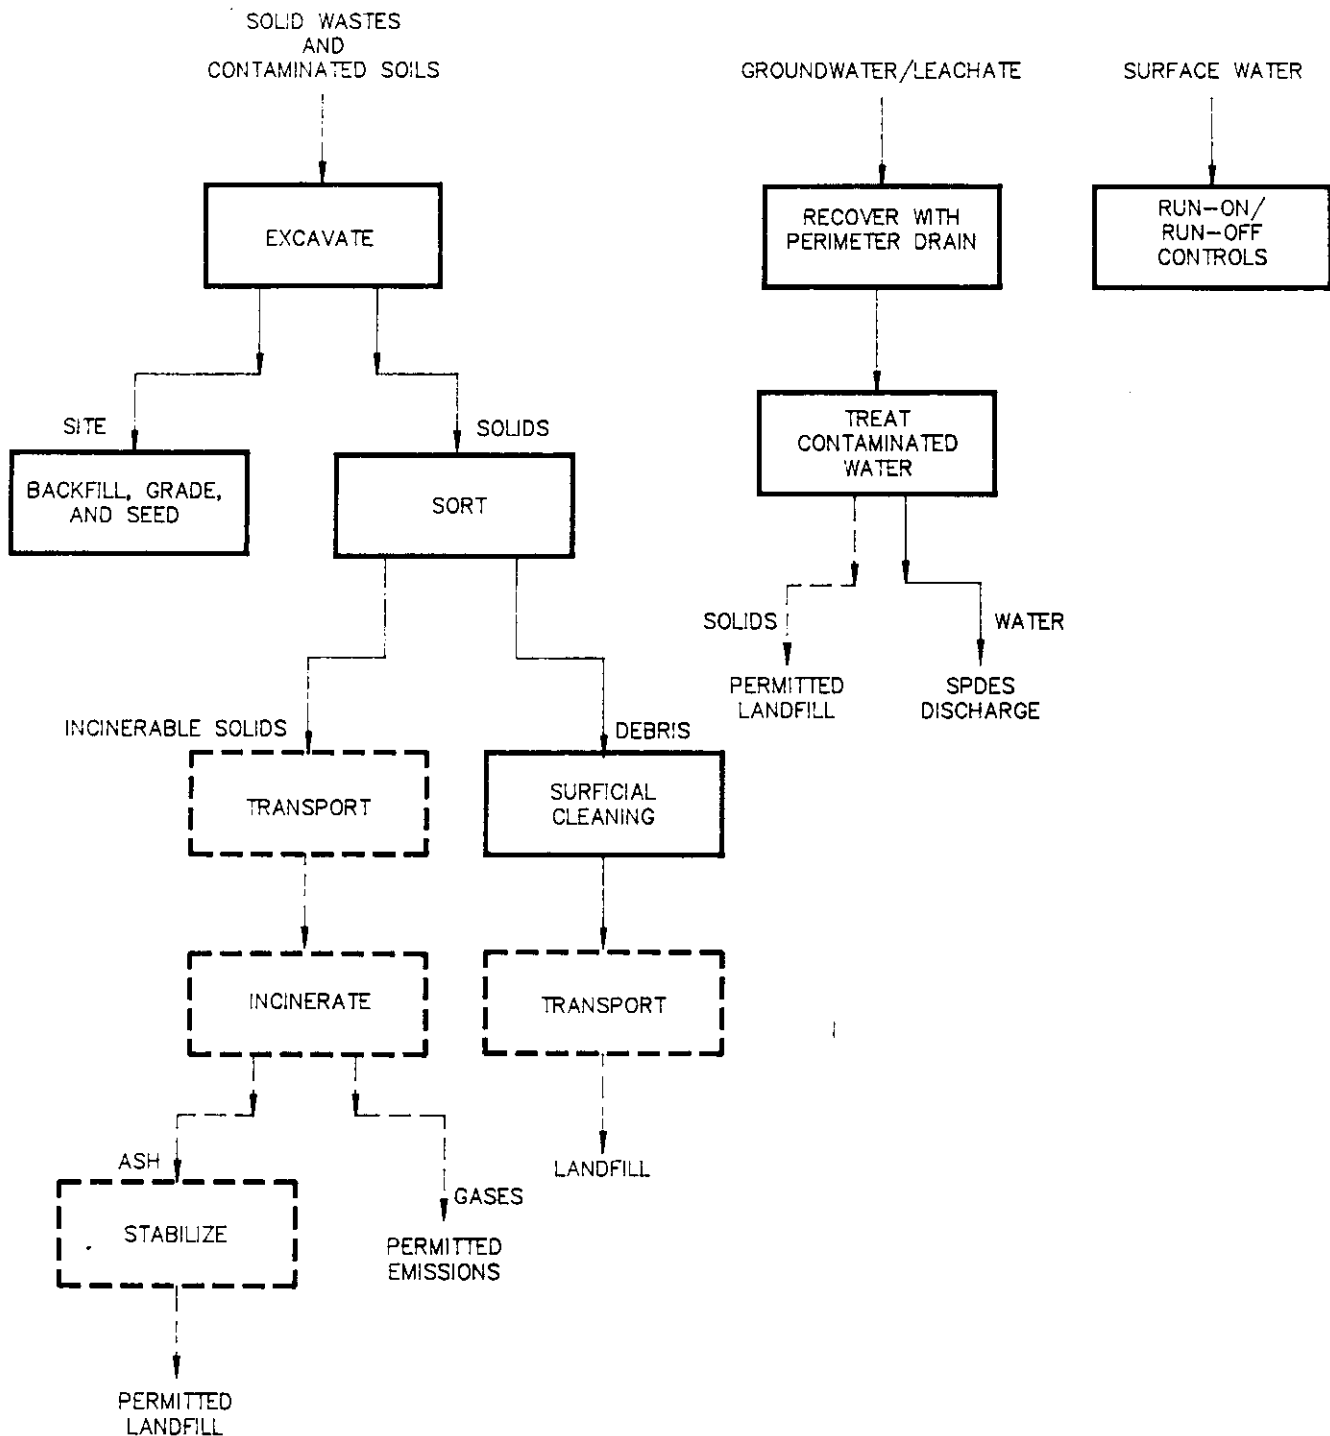 SOLID WASTES
AND
CONTAMINATED SOILS
GROUNDWATER/LEACHATE
SURFACE WATER
EXCAVATE
RECOVER WITH
PERIMETER DRAIN
RUN-ON/
RUN-OFF
CONTROLS
SITE
SOLIDS
BACKFILL, GRADE,
AND SEED
SORT
TREAT
CONTAMINATED
WATER
SOLIDS
WATER
PERMITTED
LANDFILL
SPDES
DISCHARGE
INCINERABLE SOLIDS
DEBRIS
TRANSPORT
SURFICIAL
CLEANING
INCINERATE
TRANSPORT
ASH
GASES
LANDFILL
STABILIZE
PERMITTED
EMISSIONS
PERMITTED
LANDFILL